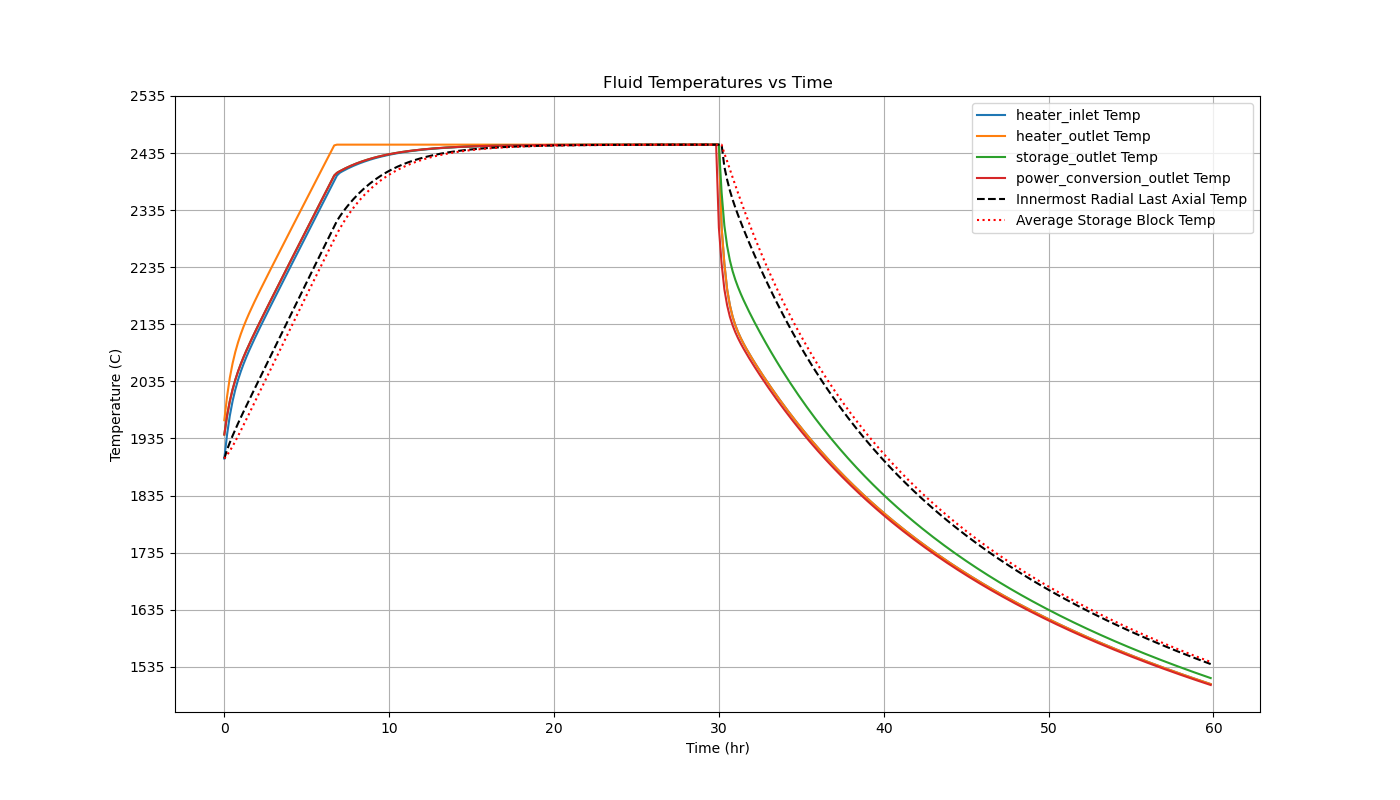 Fluid Temperatures vs Time
2535
2435
2335
2235
2135
2035
1935
1835
1735
1635
1535
Temperature (C)
heater_inlet Temp
heater_outlet Temp
storage_outlet Temp
power_conversion_outlet Temp
Innermost Radial Last Axial Temp
Average Storage Block Temp
0 10 20 30 40 50 60
Time (hr)